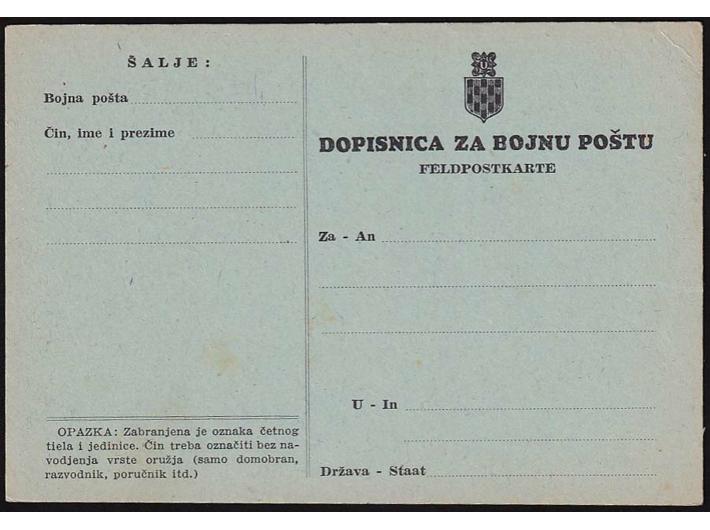 ŠALJE:
Bojna pošta
Čin, ime i prezime
OPAZKA: Zabranjena je oznaka četnog
tiela i jedinice. Čin treba označiti bez na-
vodjenja vrste oružja (samo domobran,
razvodnik, poručnik itd.)
U
DOPISNICA ZA BOJNU POŠTU
FELDPOSTKARTE
Za - An
U - In
Država - Staat